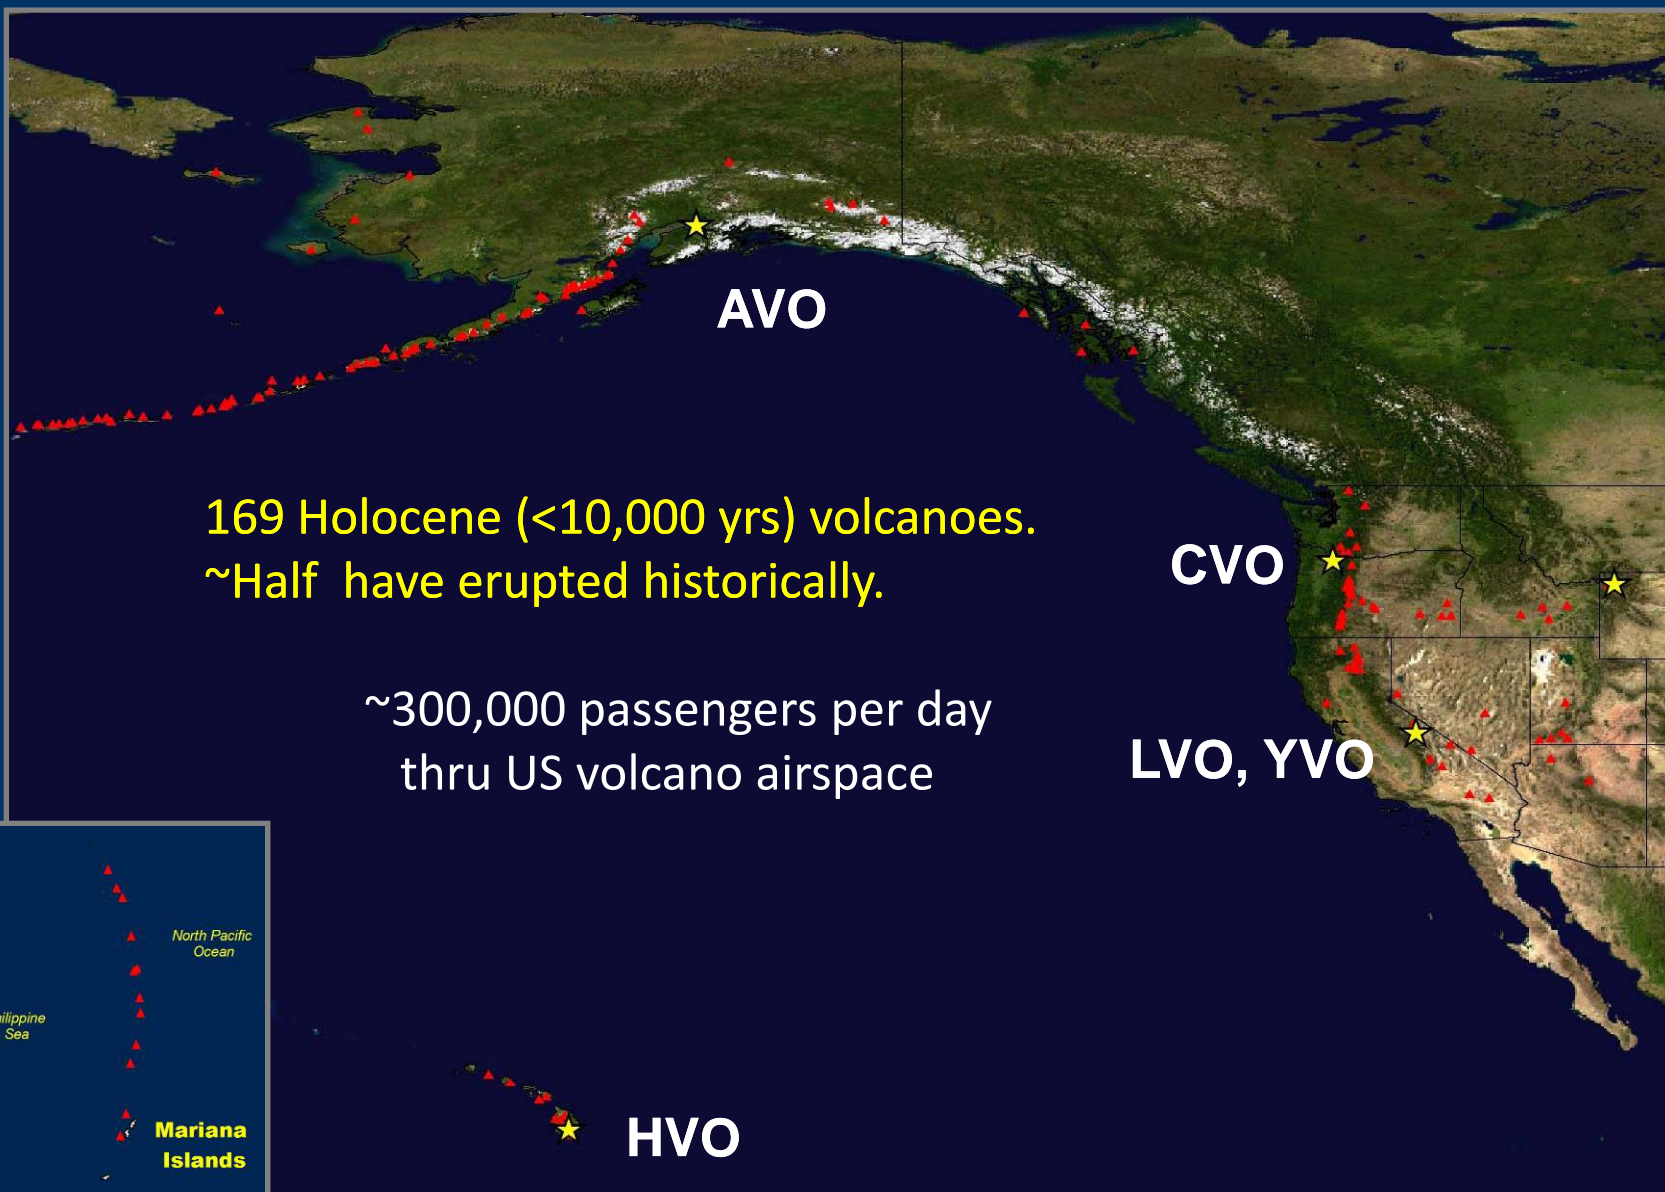 AVO
169 Holocene (<10,000 yrs) volcanoes.
~Half have erupted historically.
CVO
~300,000 passengers per day
thru US volcano airspace
LVO, YVO
North Pacific
Ocean
ilippine
Sea
Mariana
Islands
HVO